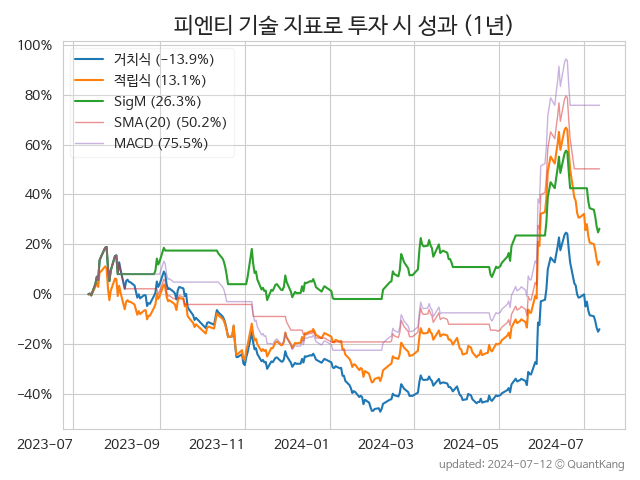 피엔티 기술 지표로 투자 시 성과 (1년)
100%
80%
60%
40%
20%
0%
−20%
−40%
거치식 (−13.9%)
적립식 (13.1%)
SigM (26.3%)
SMA(20) (50.2%)
MACD (75.5%)
2023-07 2023-09 2023-11 2024-01 2024-03 2024-05 2024-07
updated: 2024-07-12 © QuantKang